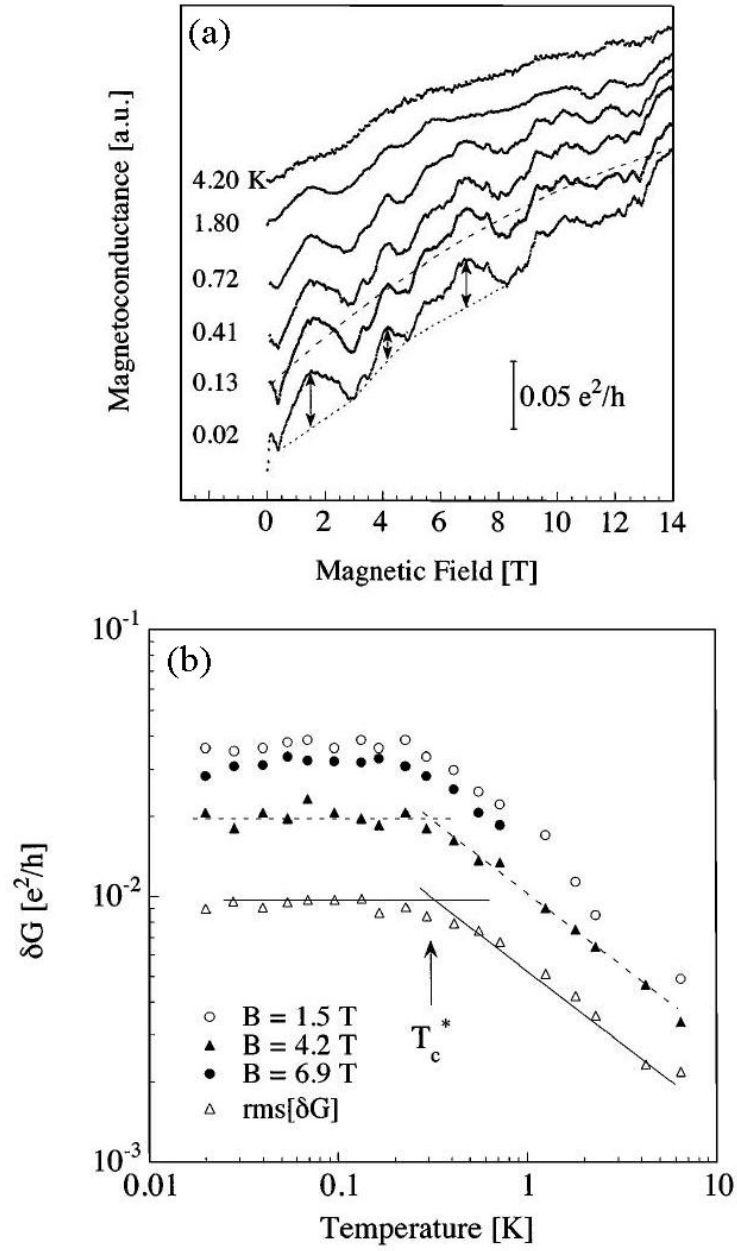 (a)
Magnetoconductance [a.u.]
4.20 K
1.80
0.72
0.41
0.13
0.02
0.05 e²/h
0 2 4 6 8 10 12 14
Magnetic Field [T]
(b)
δG [e²/h]
10⁻¹
10⁻²
10⁻³
T_c*
○ B = 1.5 T
▲ B = 4.2 T
● B = 6.9 T
△ rms[δG]
0.01 0.1 1 10
Temperature [K]